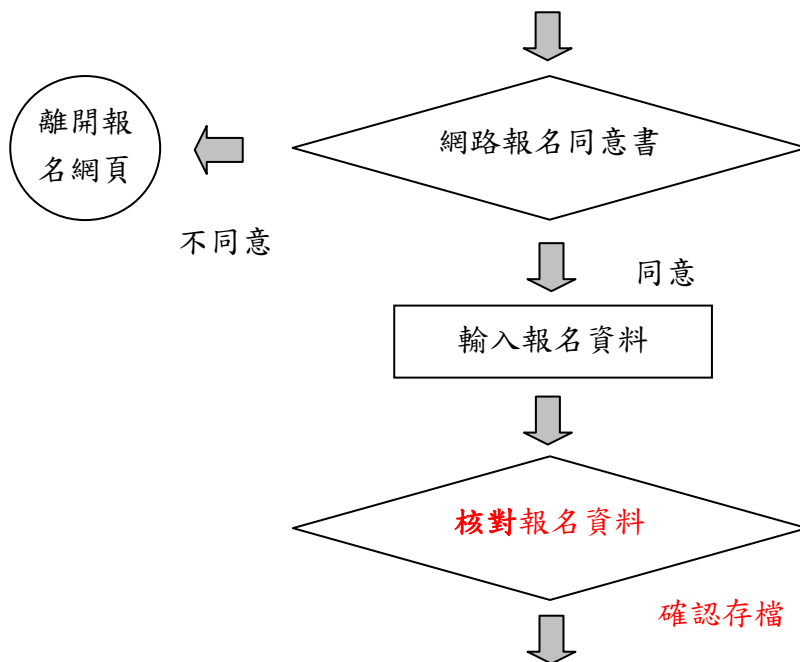 網路報名同意書
離開報
名網頁
不同意
同意
輸入報名資料
核對報名資料
確認存檔